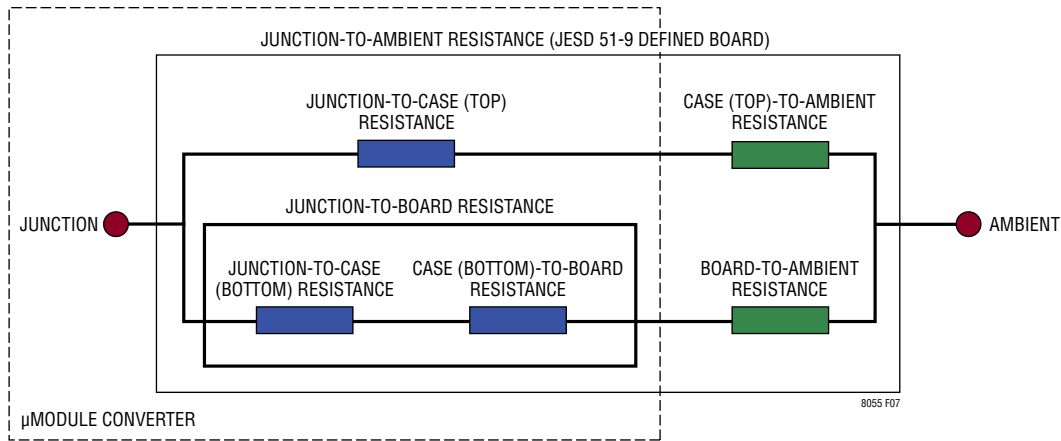 JUNCTION-TO-AMBIENT RESISTANCE (JESD 51-9 DEFINED BOARD)
JUNCTION-TO-CASE (TOP)
RESISTANCE
CASE (TOP)-TO-AMBIENT
RESISTANCE
JUNCTION
JUNCTION-TO-BOARD RESISTANCE
AMBIENT
JUNCTION-TO-CASE
(BOTTOM) RESISTANCE
CASE (BOTTOM)-TO-BOARD
RESISTANCE
BOARD-TO-AMBIENT
RESISTANCE
8055 F07
µMODULE CONVERTER